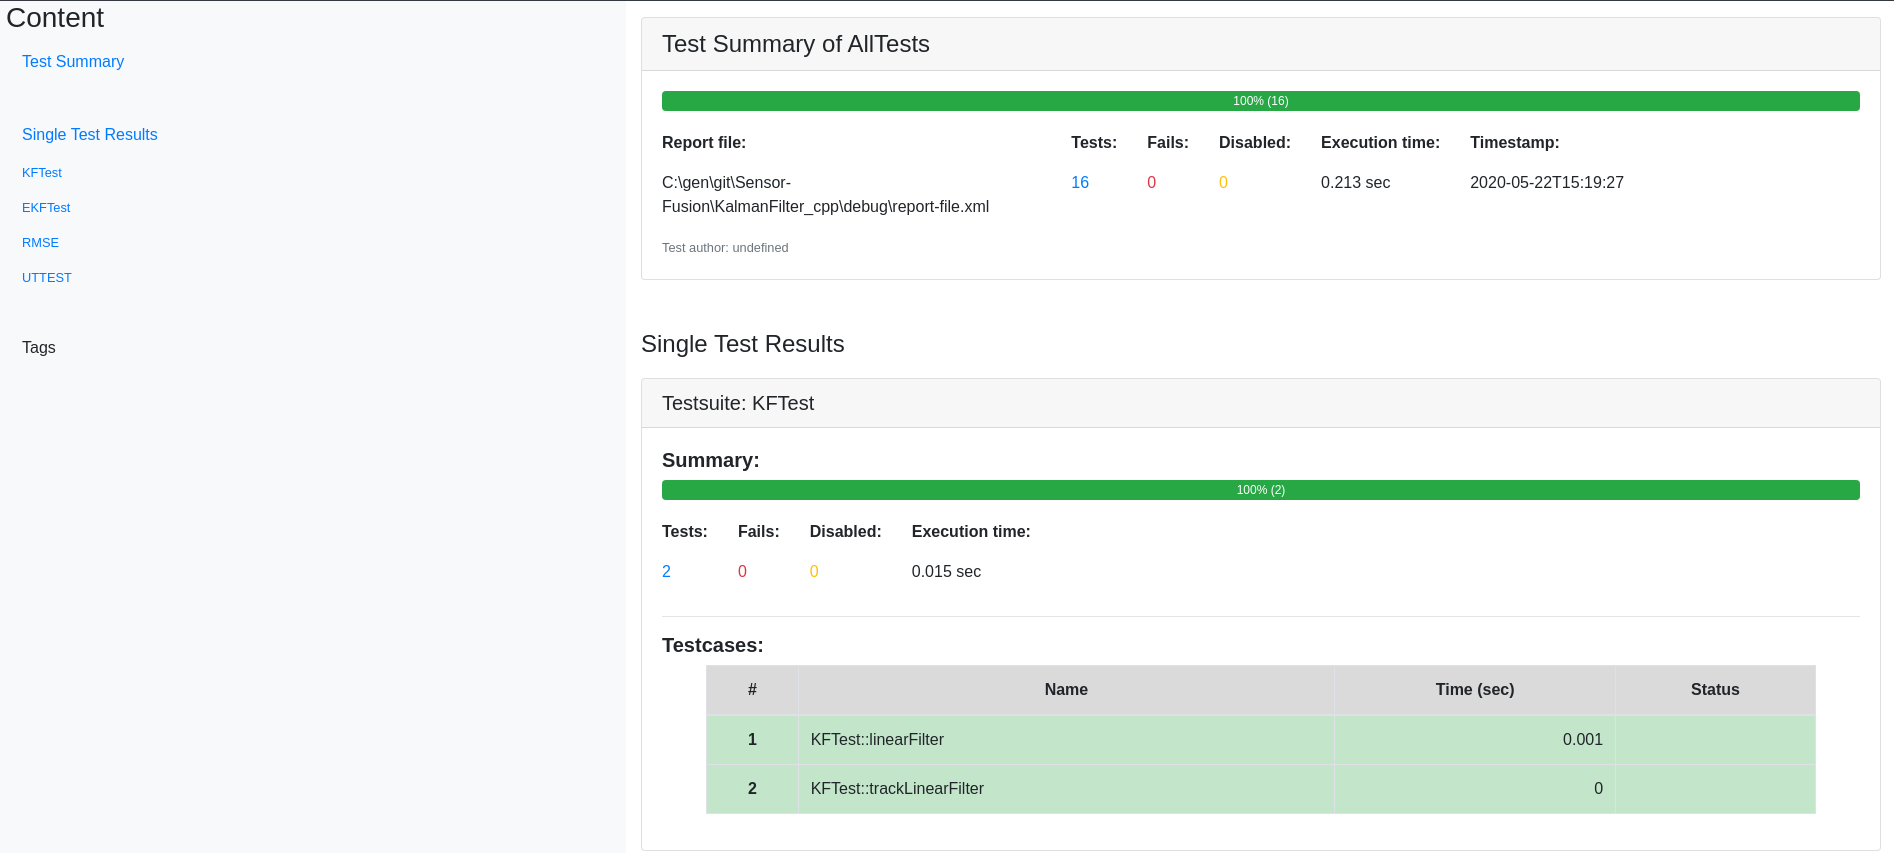 Content
Test Summary
Single Test Results
KFTest
EKFTest
RMSE
UTTEST
Tags
Test Summary of AllTests
100% (16)
Report file: Tests: Fails: Disabled: Execution time: Timestamp:
C:\gen\git\Sensor- 16 0 0 0.213 sec 2020-05-22T15:19:27
Fusion\KalmanFilter_cpp\debug\report-file.xml
Test author: undefined
Single Test Results
Testsuite: KFTest
Summary:
100% (2)
Tests: Fails: Disabled: Execution time:
2 0 0 0.015 sec
Testcases:
# Name Time (sec) Status
1 KFTest::linearFilter 0.001
2 KFTest::trackLinearFilter 0